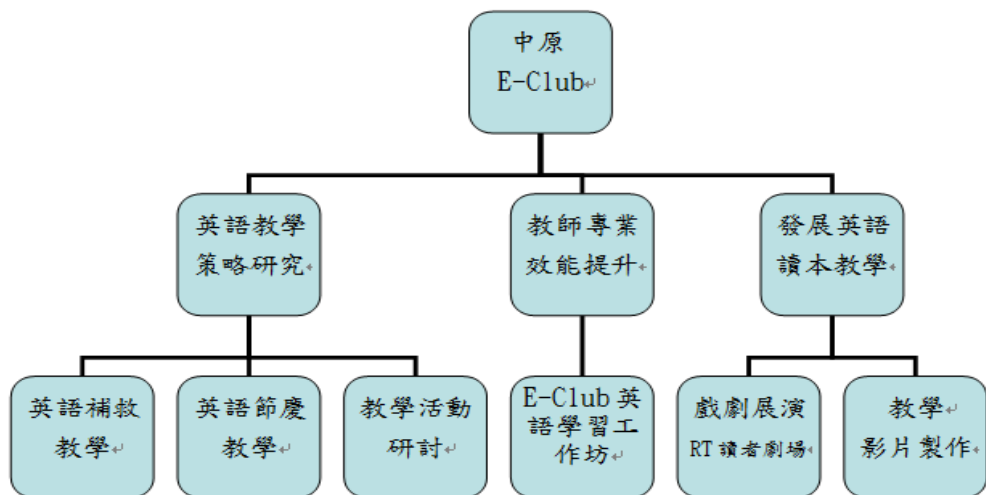 中原
E-Club
英語教學
策略研究
教師專業
效能提升
發展英語
讀本教學
英語補救
教學
英語節慶
教學
教學活動
研討
E-Club 英
語學習工
作坊
戲劇展演
RT 讀者劇場
教學
影片製作